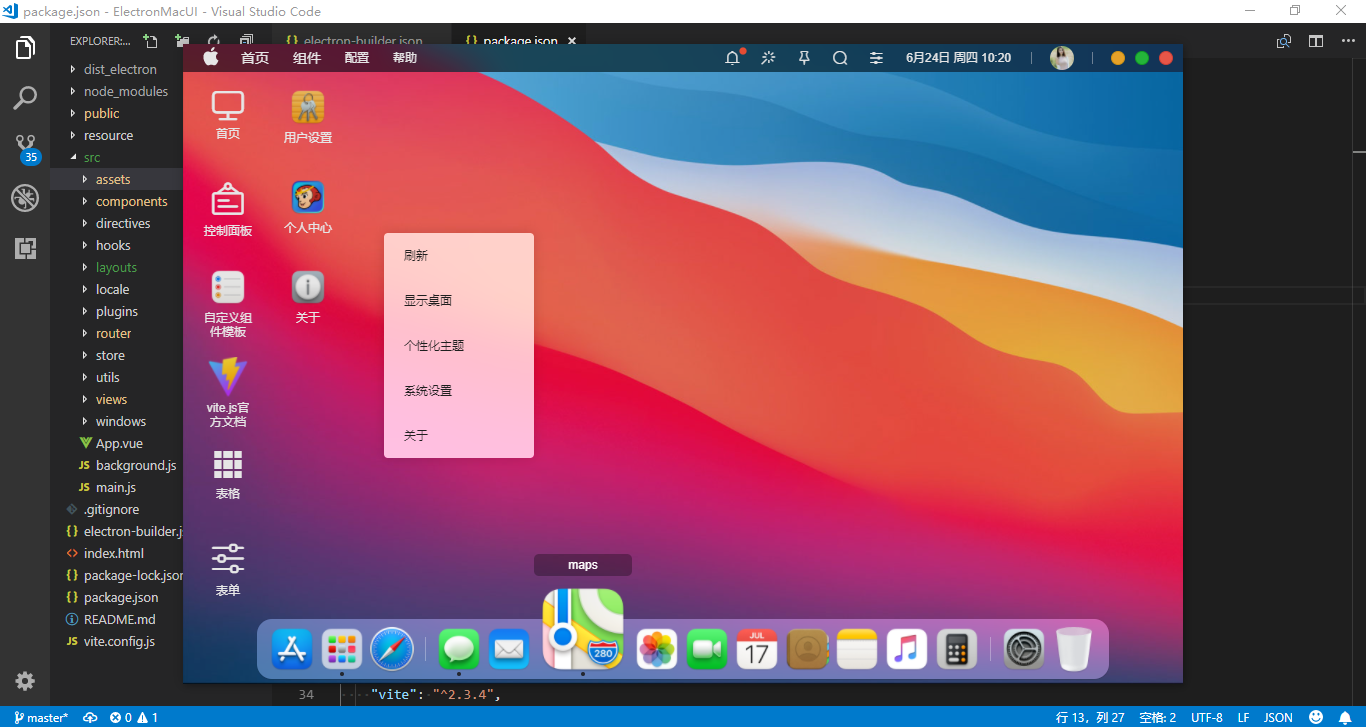 package.json - ElectronMacUI - Visual Studio Code
EXPLORER:...
electron-builder.json
package.json
首页
组件
配置
帮助
6月24日 周四 10:20
dist_electron
node_modules
public
resource
src
assets
components
directives
hooks
layouts
locale
plugins
router
store
utils
views
windows
App.vue
JS background.js
JS main.js
.gitignore
{} electron-builder.js
index.html
{} package-lock.json
{} package.json
README.md
JS vite.config.js
35
首页
用户设置
控制面板
个人中心
自定义组
件模板
关于
vite.js官
方文档
表格
表单
刷新
显示桌面
个性化主题
系统设置
关于
maps
280
JUL
17
34 "vite": "^2.3.4",
master*
0
1
行 13，列 27
空格: 2
UTF-8
LF
JSON